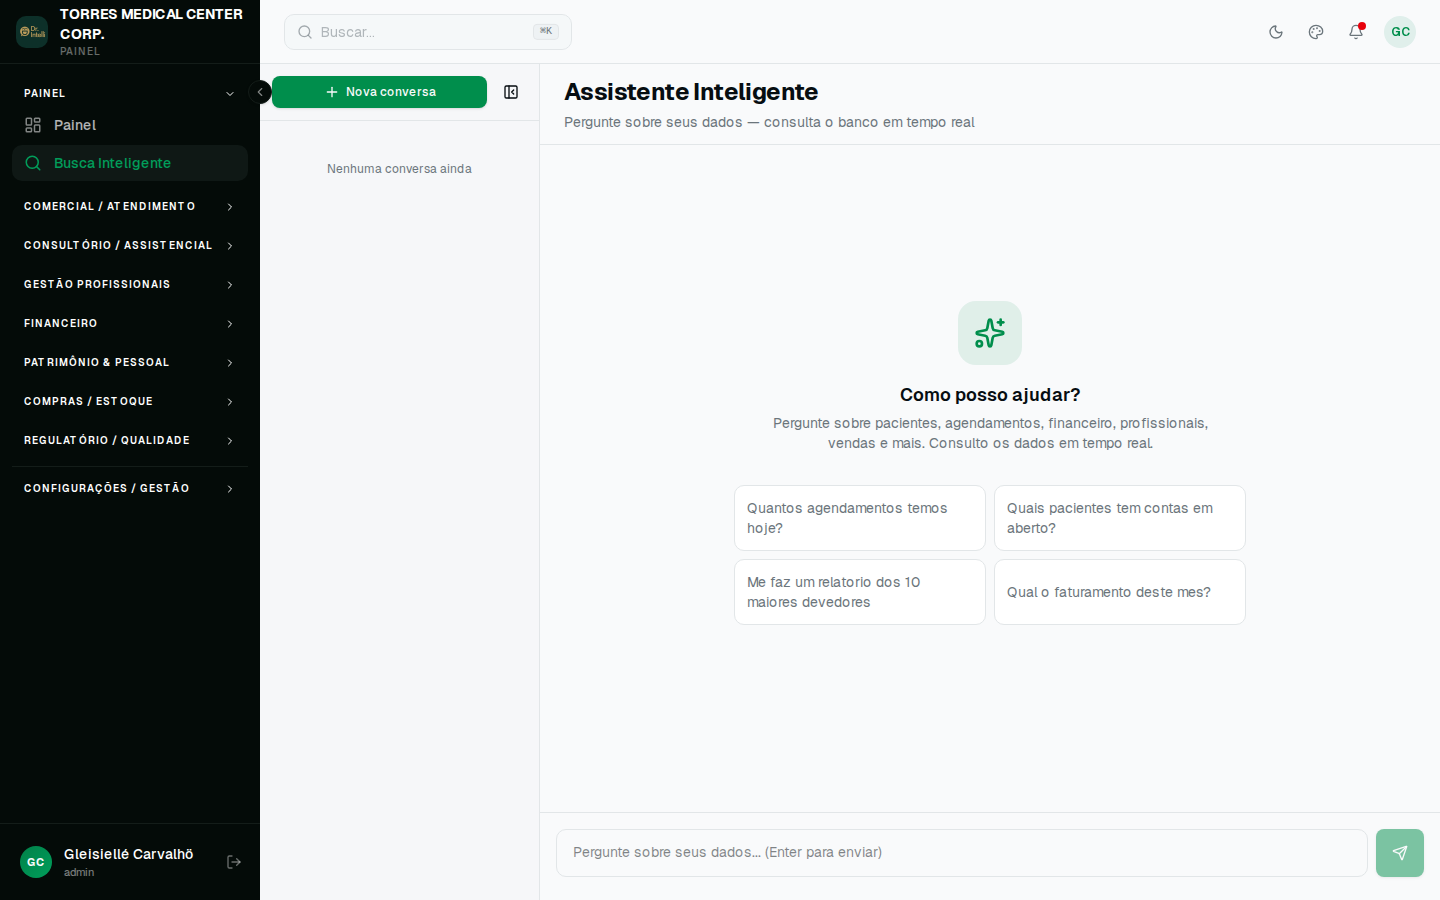 TORRES MEDICAL CENTER
CORP.
PAINEL
Buscar...
⌘K
GC
PAINEL
Painel
Busca Inteligente
COMERCIAL / ATENDIMENTO
CONSULTÓRIO / ASSISTENCIAL
GESTÃO PROFISSIONAIS
FINANCEIRO
PATRIMÔNIO & PESSOAL
COMPRAS / ESTOQUE
REGULATÓRIO / QUALIDADE
CONFIGURAÇÕES / GESTÃO
GC
Gleisiellé Carvalhö
admin
Nova conversa
Nenhuma conversa ainda
Assistente Inteligente
Pergunte sobre seus dados — consulta o banco em tempo real
Como posso ajudar?
Pergunte sobre pacientes, agendamentos, financeiro, profissionais,
vendas e mais. Consulto os dados em tempo real.
Quantos agendamentos temos
hoje?
Quais pacientes tem contas em
aberto?
Me faz um relatorio dos 10
maiores devedores
Qual o faturamento deste mes?
Pergunte sobre seus dados... (Enter para enviar)